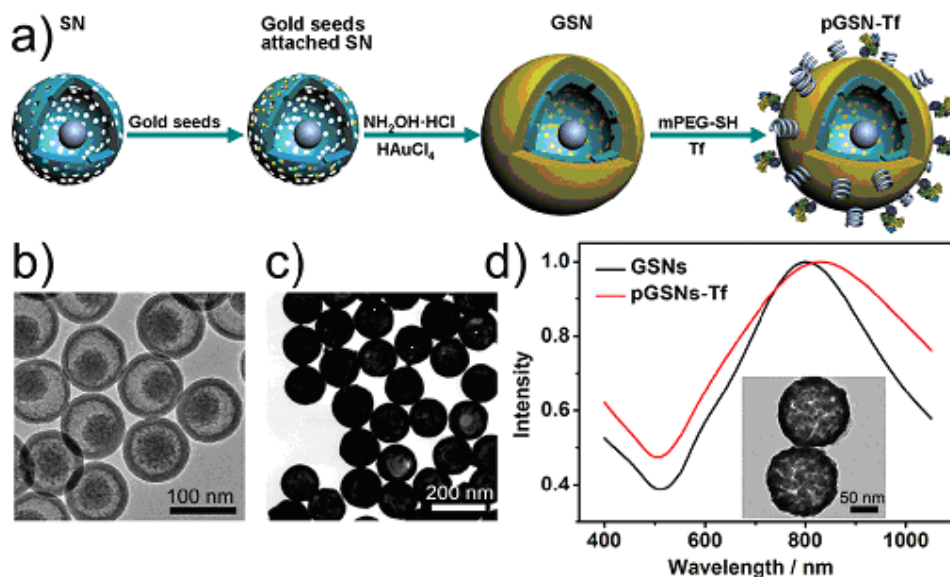 a)
SN
Gold seeds
attached SN
GSN
pGSN-Tf
Gold seeds
NH₂OH·HCl
HAuCl₄
mPEG-SH
Tf
b)
100 nm
c)
200 nm
d)
GSNs
pGSNs-Tf
1.0
0.8
0.6
0.4
Intensity
50 nm
400
600
800
1000
Wavelength / nm